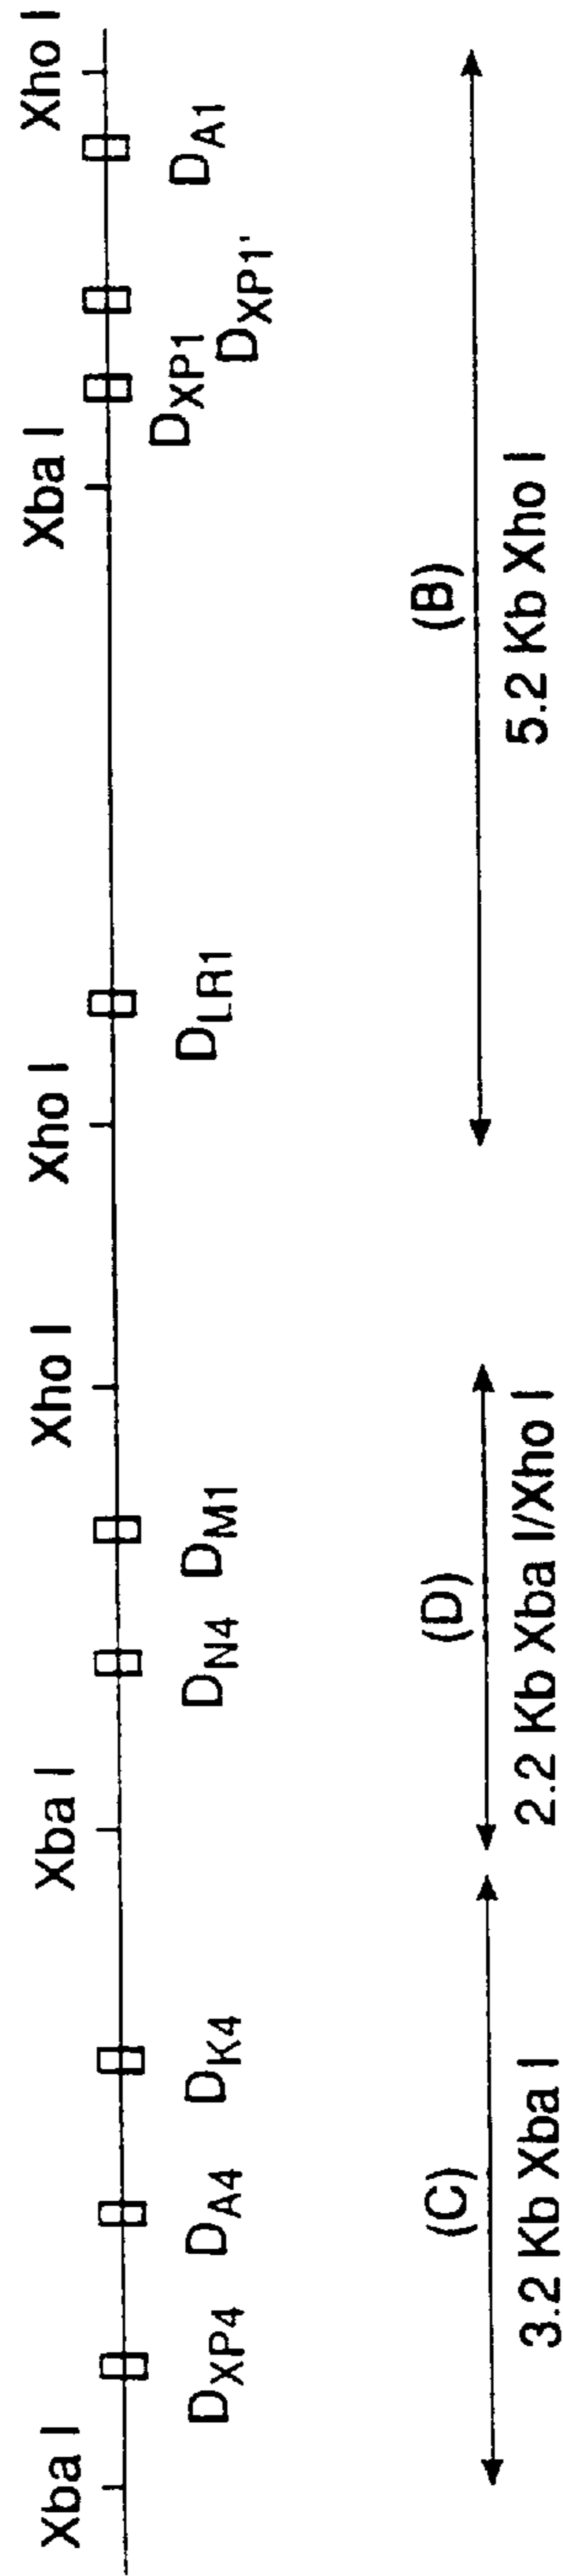 Xba I Xba I Xho I Xho I Xba I Xho I
D_XP4 D_A4 D_K4 D_N4 D_M1 D_LR1 D_XP1 D_XP1' D_A1
(C) (D) (B)
3.2 Kb Xba I 2.2 Kb Xba I/Xho I 5.2 Kb Xho I